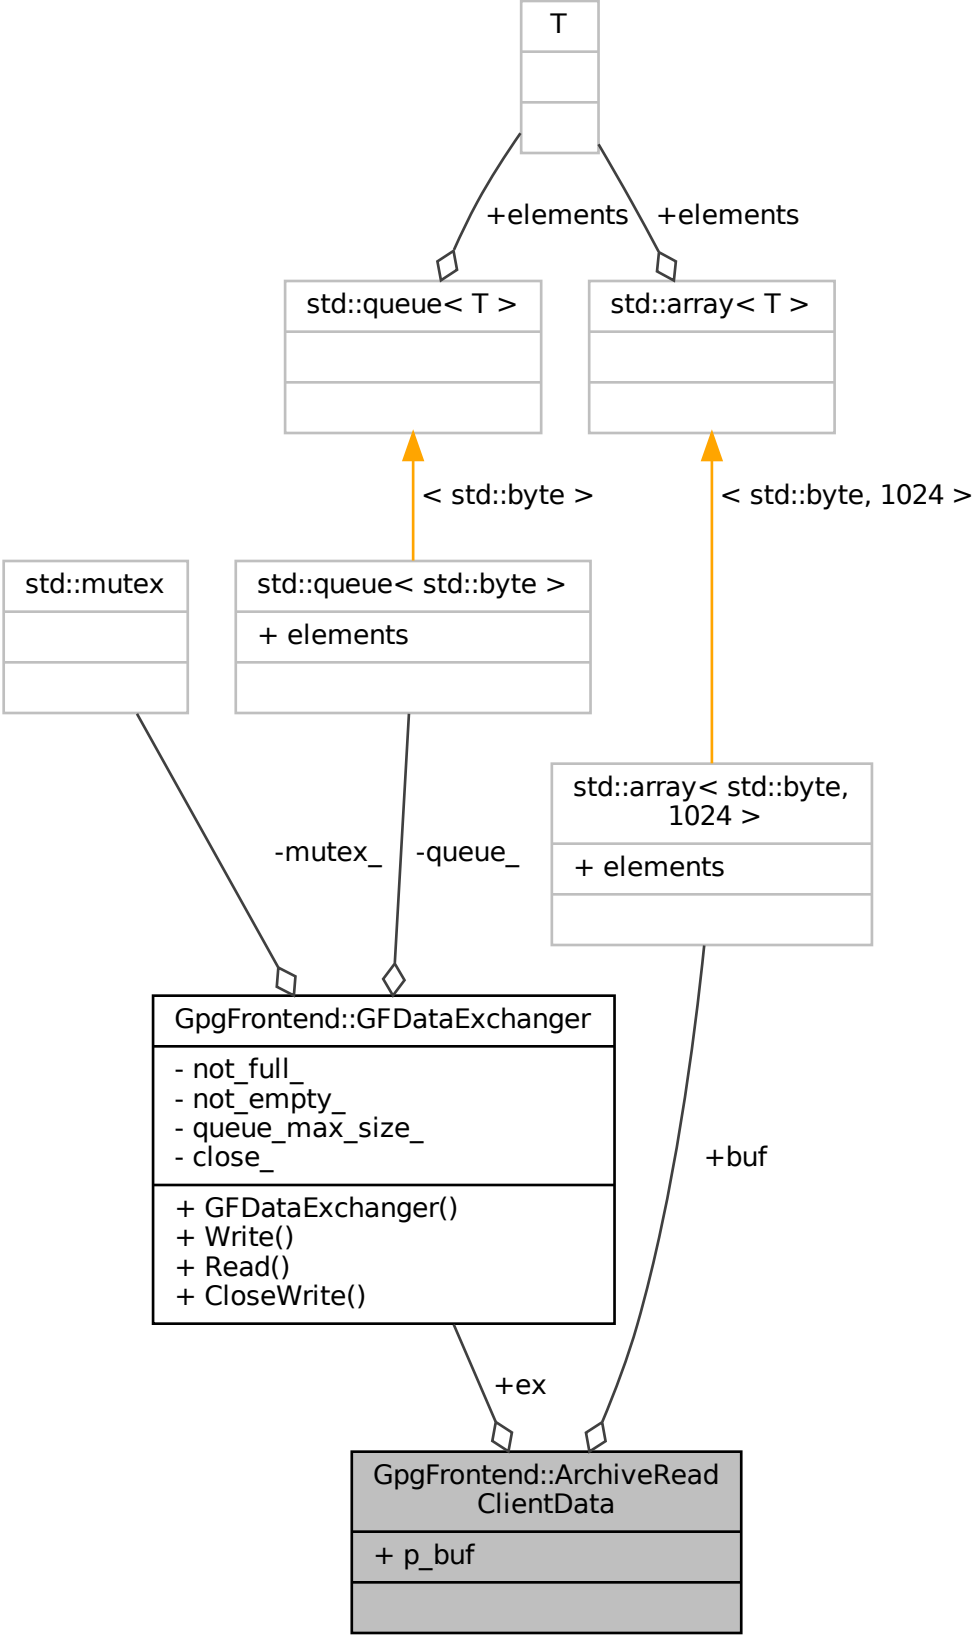 T
+elements
+elements
std::queue< T >
std::array< T >
< std::byte >
< std::byte, 1024 >
std::mutex
std::queue< std::byte >
+ elements
std::array< std::byte,
1024 >
+ elements
-mutex_
-queue_
GpgFrontend::GFDataExchanger
- not_full_
- not_empty_
- queue_max_size_
- close_
+ GFDataExchanger()
+ Write()
+ Read()
+ CloseWrite()
+buf
+ex
GpgFrontend::ArchiveRead
ClientData
+ p_buf